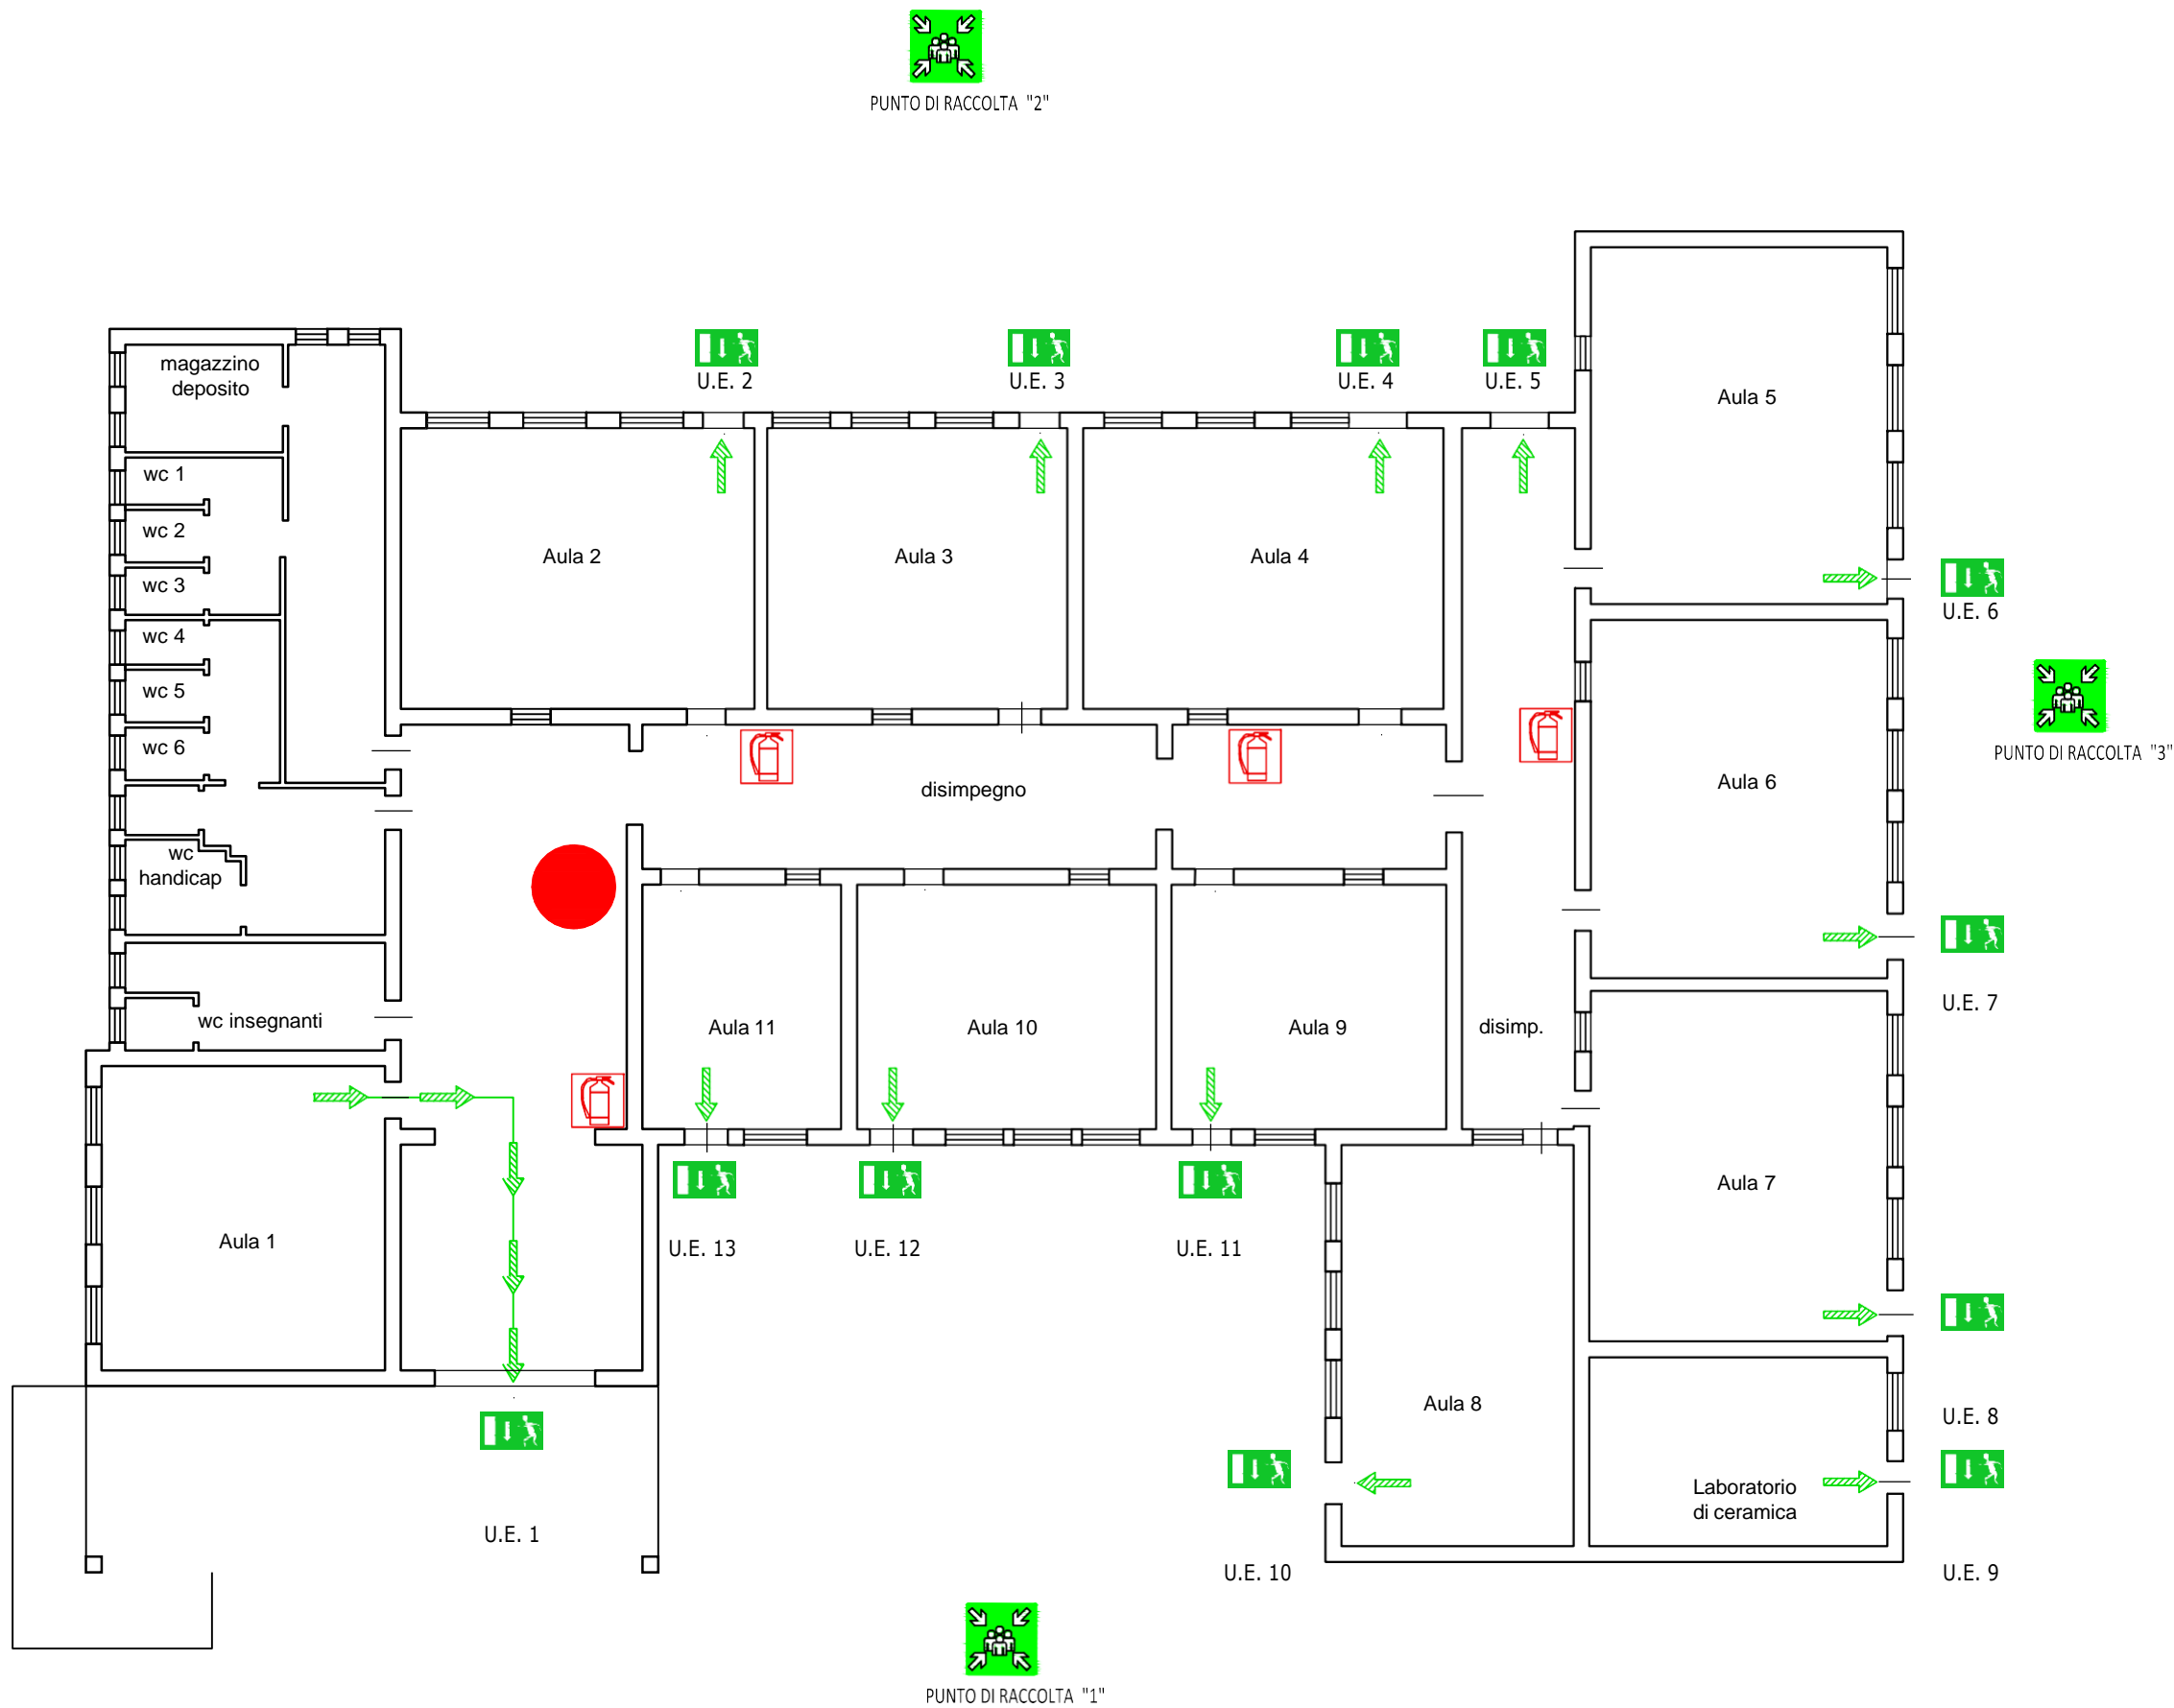 PUNTO DI RACCOLTA "2"
U.E. 2
U.E. 3
U.E. 4
U.E. 5
magazzino
deposito
Aula 5
wc 1
wc 2
wc 3
Aula 2
Aula 3
Aula 4
U.E. 6
wc 4
wc 5
wc 6
PUNTO DI RACCOLTA "3"
disimpegno
Aula 6
wc
handicap
U.E. 7
wc insegnanti
Aula 11
Aula 10
Aula 9
disimp.
Aula 7
Aula 1
U.E. 13
U.E. 12
U.E. 11
Aula 8
U.E. 8
Laboratorio
di ceramica
U.E. 1
U.E. 10
U.E. 9
PUNTO DI RACCOLTA "1"